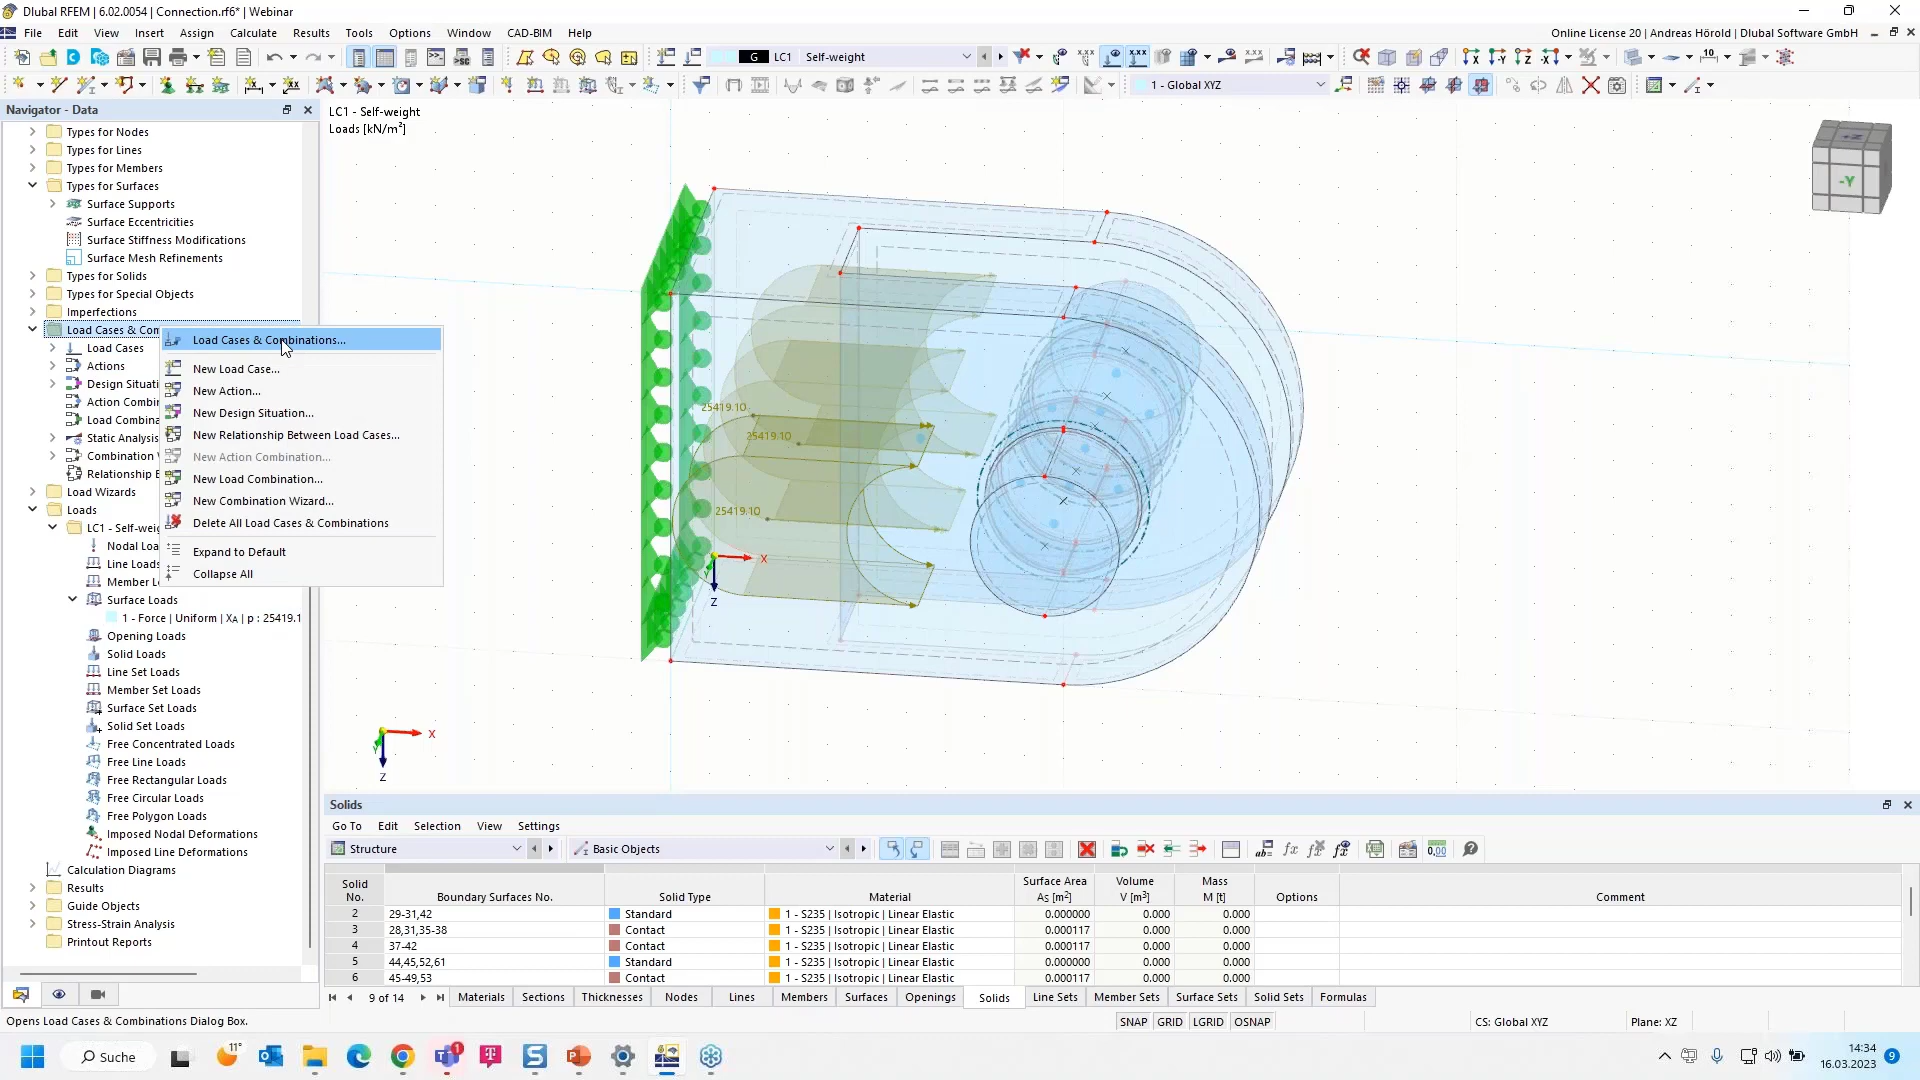 Dlubal RFEM | 6.02.0054 | Connection.rf6* | Webinar
File Edit View Insert Assign Calculate Results Tools Options Window CAD-BIM Help
Online License 20 | Andreas Hörold | Dlubal Software GmbH
G LC1 Self-weight
1 - Global XYZ
Navigator - Data
Types for Nodes
Types for Lines
Types for Members
Types for Surfaces
Surface Supports
Surface Eccentricities
Surface Stiffness Modifications
Surface Mesh Refinements
Types for Solids
Types for Special Objects
Imperfections
Load Cases & Com
Load Cases
Actions
Design Situati
Action Combin
Load Combina
Static Analysis
Combination
Relationship B
Load Wizards
Loads
LC1 - Self-weig
Nodal Loa
Line Loads
Member L
Surface Loads
1 - Force | Uniform | XA | p : 25419.1
Opening Loads
Solid Loads
Line Set Loads
Member Set Loads
Surface Set Loads
Solid Set Loads
Free Concentrated Loads
Free Line Loads
Free Rectangular Loads
Free Circular Loads
Free Polygon Loads
Imposed Nodal Deformations
Imposed Line Deformations
Calculation Diagrams
Results
Guide Objects
Stress-Strain Analysis
Printout Reports
Load Cases & Combinations...
New Load Case...
New Action...
New Design Situation...
New Relationship Between Load Cases...
New Action Combination...
New Load Combination...
New Combination Wizard...
Delete All Load Cases & Combinations
Expand to Default
Collapse All
LC1 - Self-weight
Loads [kN/m²]
25419.10
25419.10
25419.10
X
Y
Z
X
Y
Z
+Z
-Y
Solids
Go To Edit Selection View Settings
Structure Basic Objects
Solid No. Boundary Surfaces No. Solid Type Material Surface Area AS [m²] Volume V [m³] Mass M [t] Options Comment
2 29-31,42 Standard 1 - S235 | Isotropic | Linear Elastic 0.000000 0.000 0.000
3 28,31,35-38 Contact 1 - S235 | Isotropic | Linear Elastic 0.000117 0.000 0.000
4 37-42 Contact 1 - S235 | Isotropic | Linear Elastic 0.000117 0.000 0.000
5 44,45,52,61 Standard 1 - S235 | Isotropic | Linear Elastic 0.000000 0.000 0.000
6 45-49,53 Contact 1 - S235 | Isotropic | Linear Elastic 0.000117 0.000 0.000
9 of 14 Materials Sections Thicknesses Nodes Lines Members Surfaces Openings Solids Line Sets Member Sets Surface Sets Solid Sets Formulas
Opens Load Cases & Combinations Dialog Box.
SNAP GRID LGRID OSNAP CS: Global XYZ Plane: XZ
Suche
11°
1
14:34
16.03.2023
9